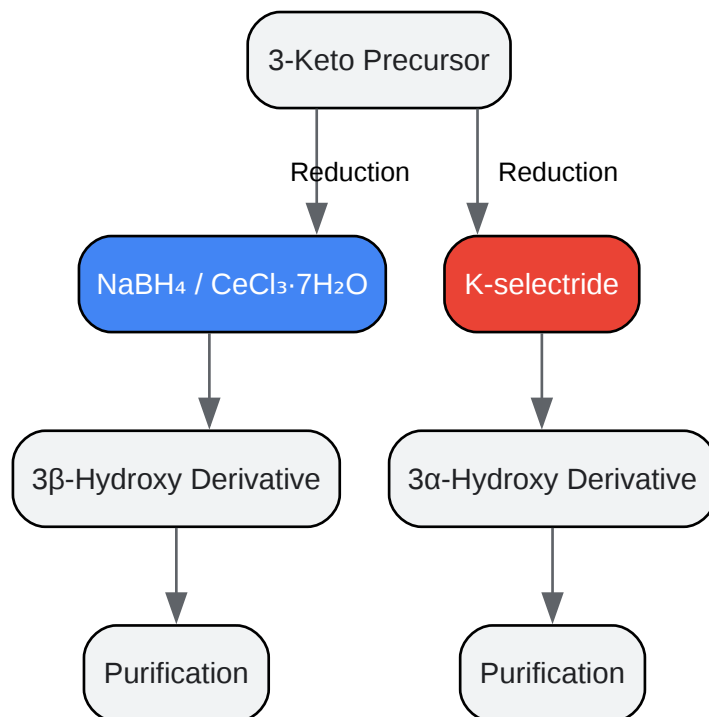 3-Keto Precursor
Reduction Reduction
NaBH₄ / CeCl₃·7H₂O K-selectride
3β-Hydroxy Derivative 3α-Hydroxy Derivative
Purification Purification